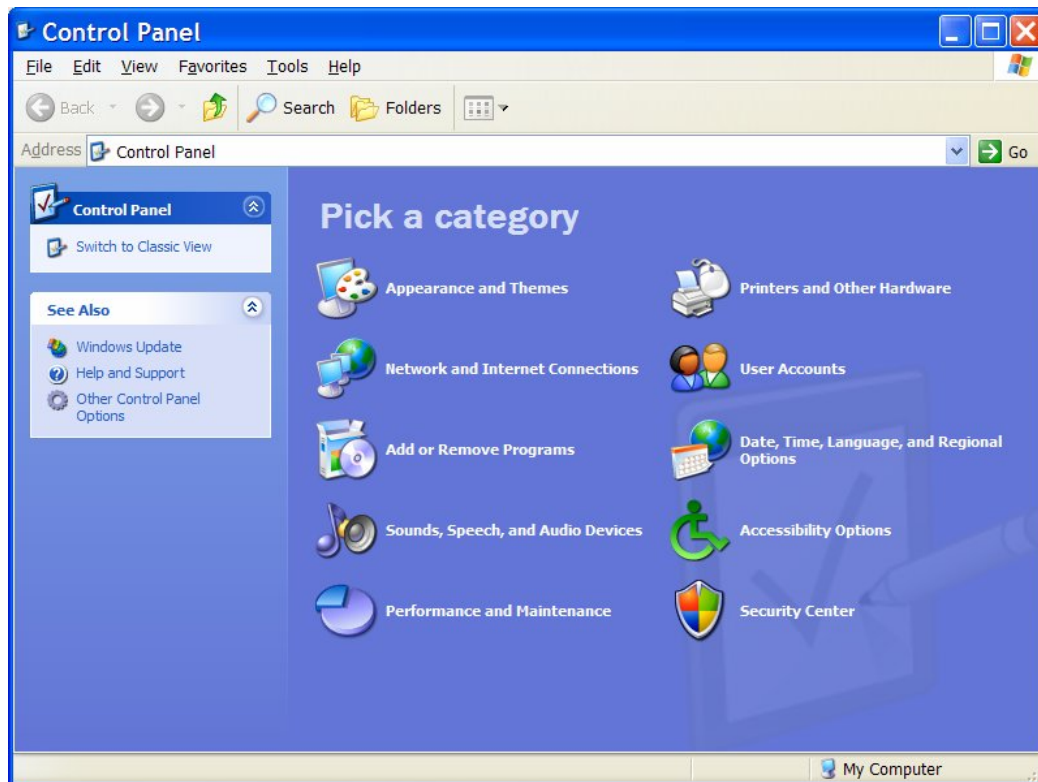 Control Panel
File Edit View Favorites Tools Help
Back Search Folders
Address Control Panel Go
Control Panel
Switch to Classic View
See Also
Windows Update
Help and Support
Other Control Panel
Options
Pick a category
Appearance and Themes
Printers and Other Hardware
Network and Internet Connections
User Accounts
Add or Remove Programs
Date, Time, Language, and Regional
Options
Sounds, Speech, and Audio Devices
Accessibility Options
Performance and Maintenance
Security Center
My Computer